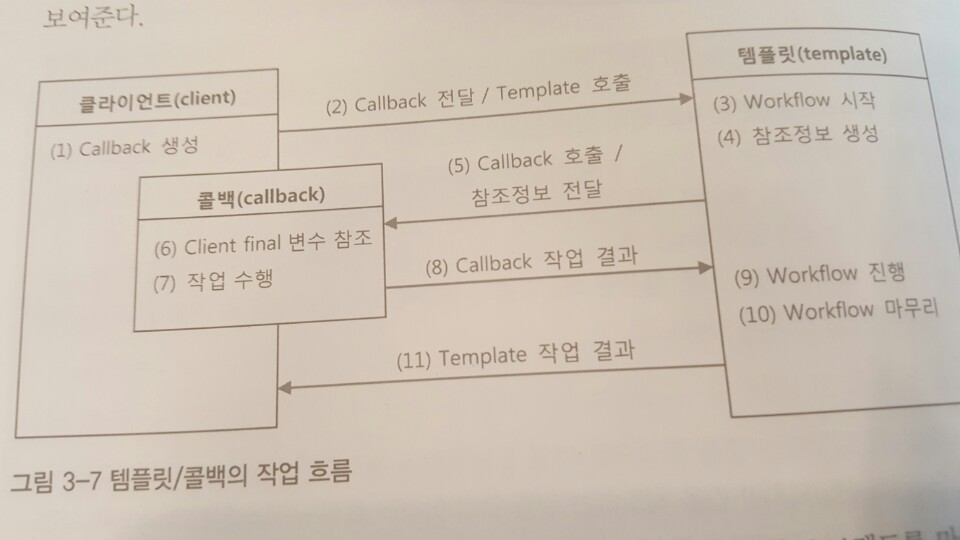 보여준다.
클라이언트(client)
(1) Callback 생성
(2) Callback 전달 / Template 호출
템플릿(template)
(3) Workflow 시작
(4) 참조정보 생성
(5) Callback 호출 /
참조정보 전달
콜백(callback)
(6) Client final 변수 참조
(7) 작업 수행
(8) Callback 작업 결과
(9) Workflow 진행
(10) Workflow 마무리
(11) Template 작업 결과
그림 3-7 템플릿/콜백의 작업 흐름